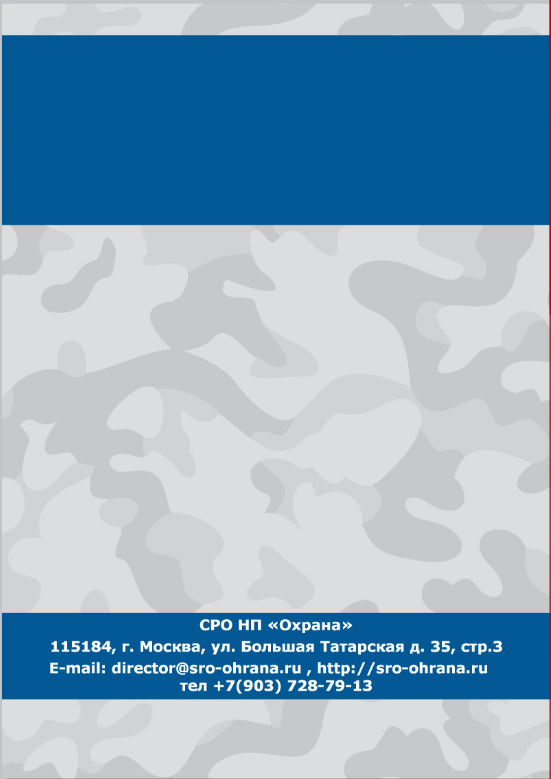 СРО НП «Охрана»
115184, г. Москва, ул. Большая Татарская д. 35, стр.3
E-mail: director@sro-ohrana.ru , http://sro-ohrana.ru
тел +7(903) 728-79-13